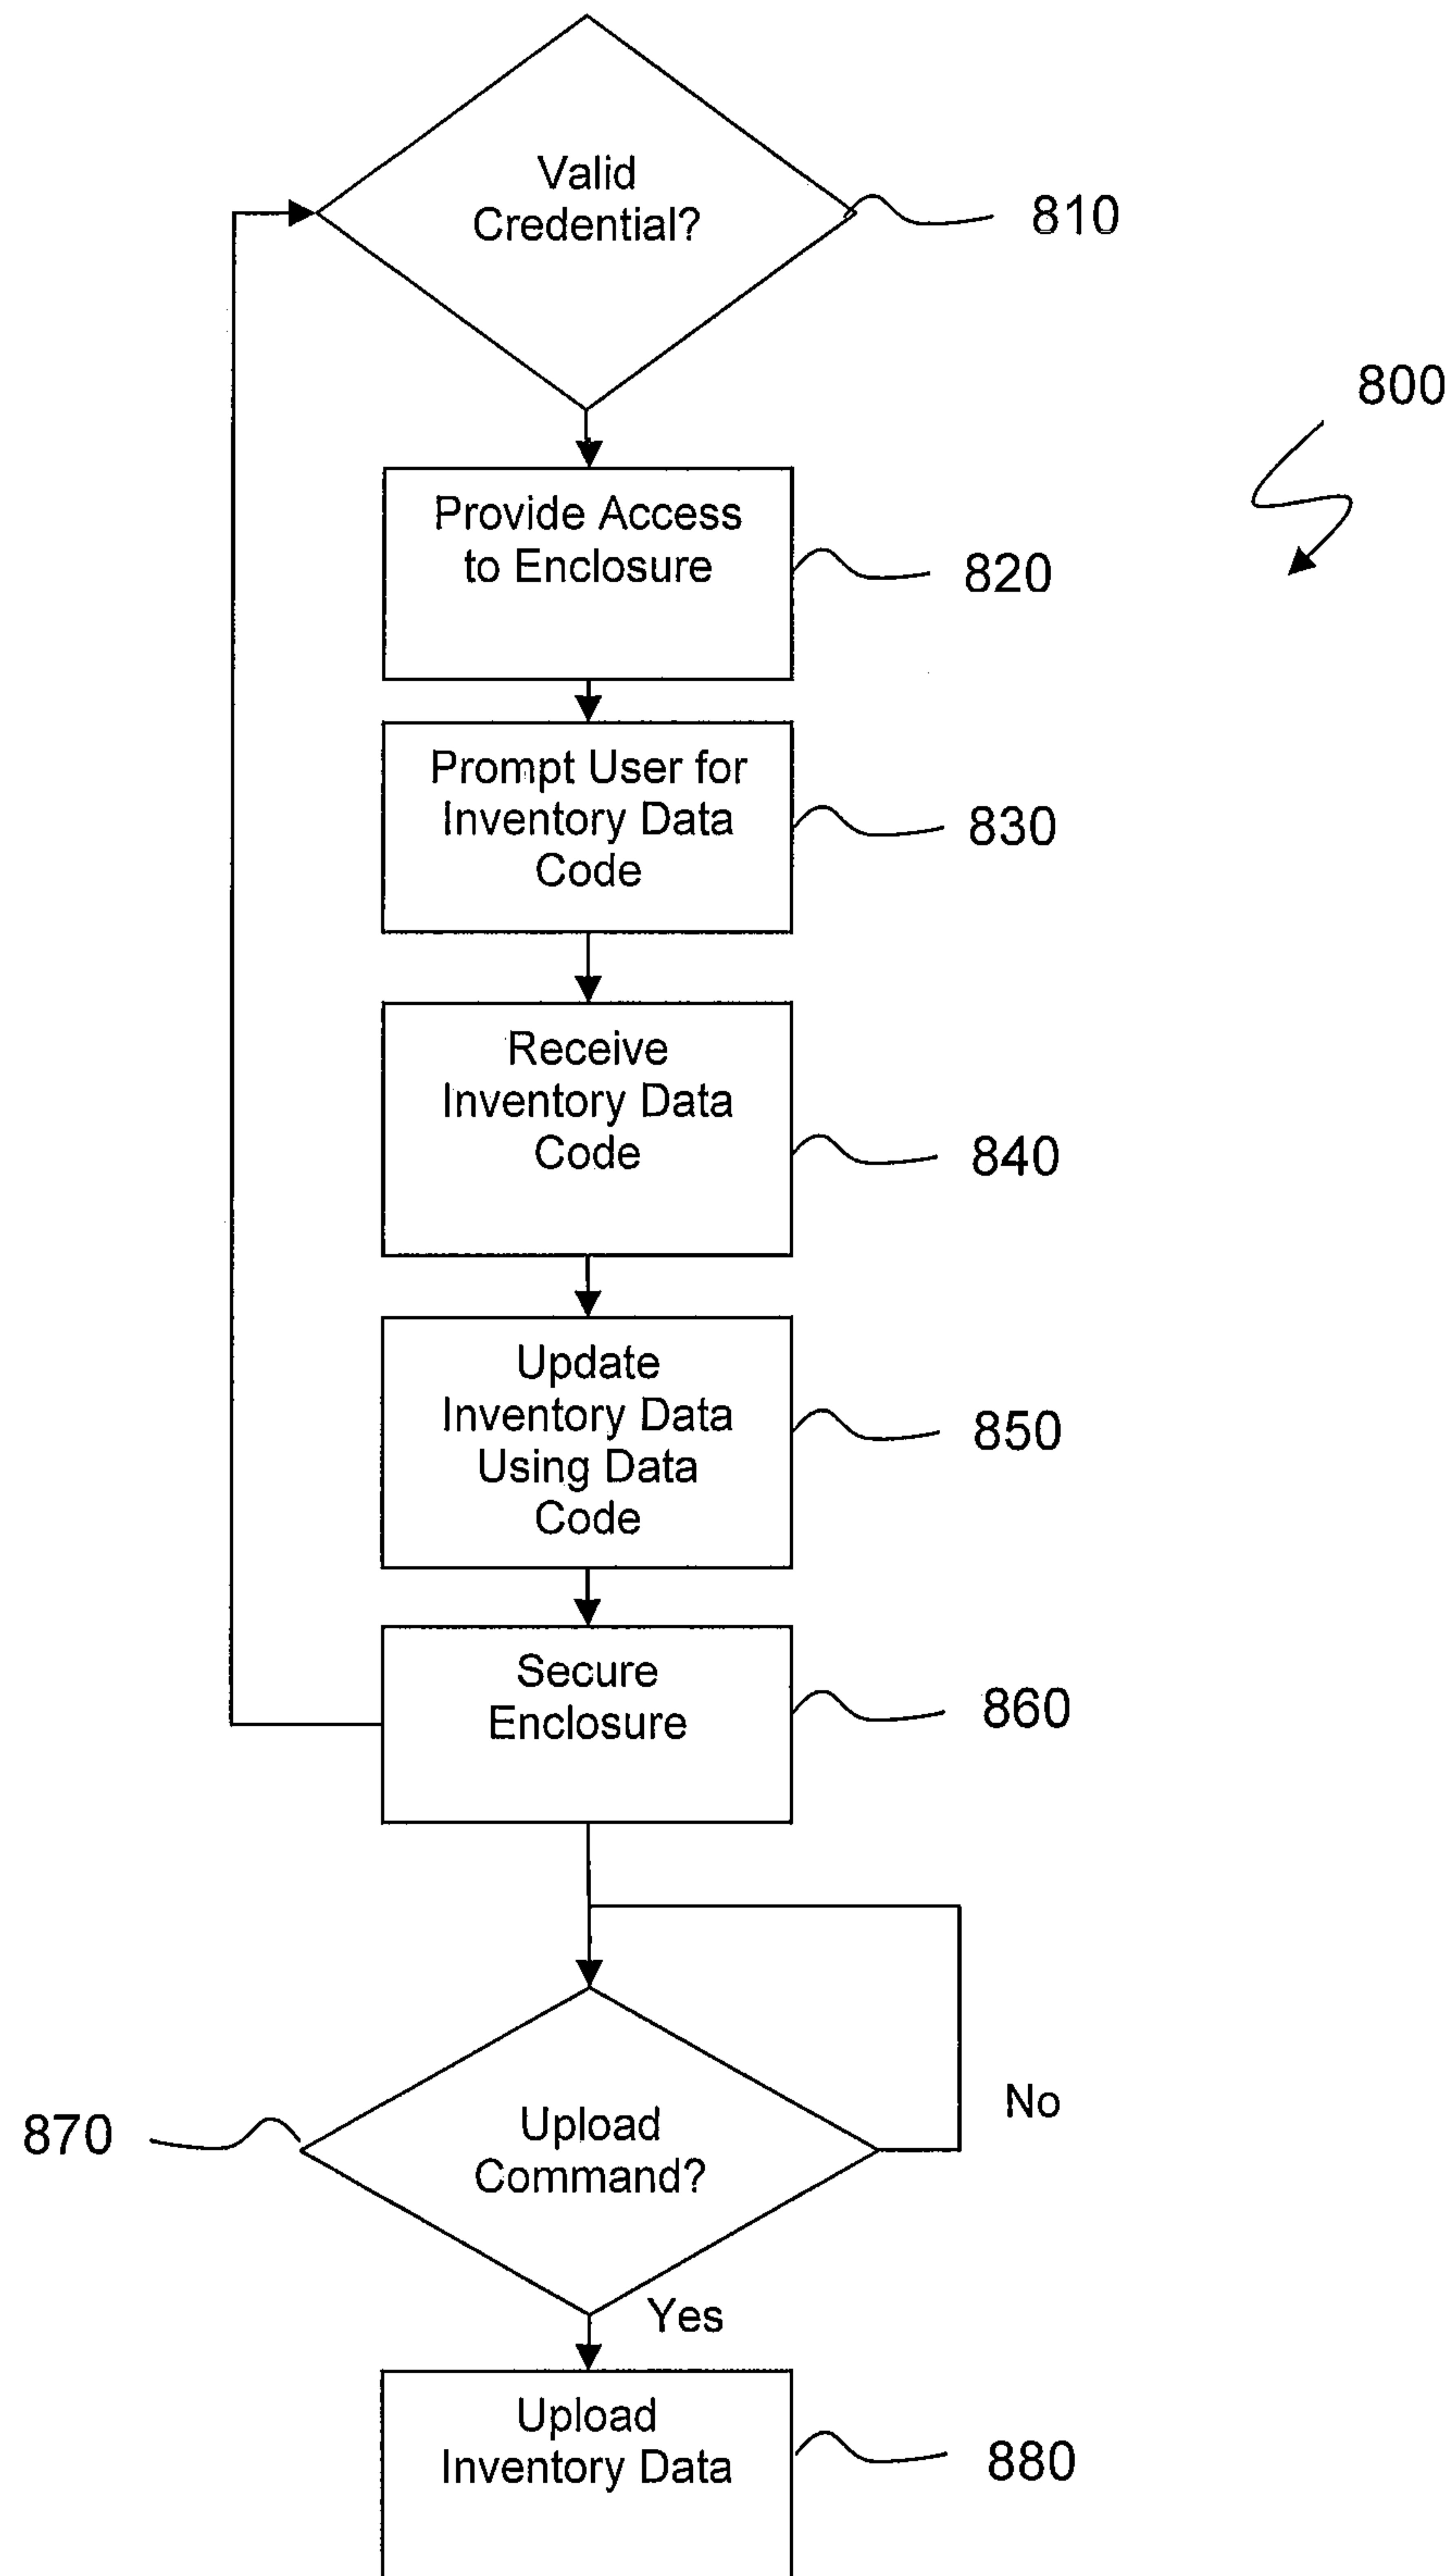 Valid
Credential?
810
800
Provide Access
to Enclosure
820
Prompt User for
Inventory Data
Code
830
Receive
Inventory Data
Code
840
Update
Inventory Data
Using Data
Code
850
Secure
Enclosure
860
No
870
Upload
Command?
Yes
Upload
Inventory Data
880